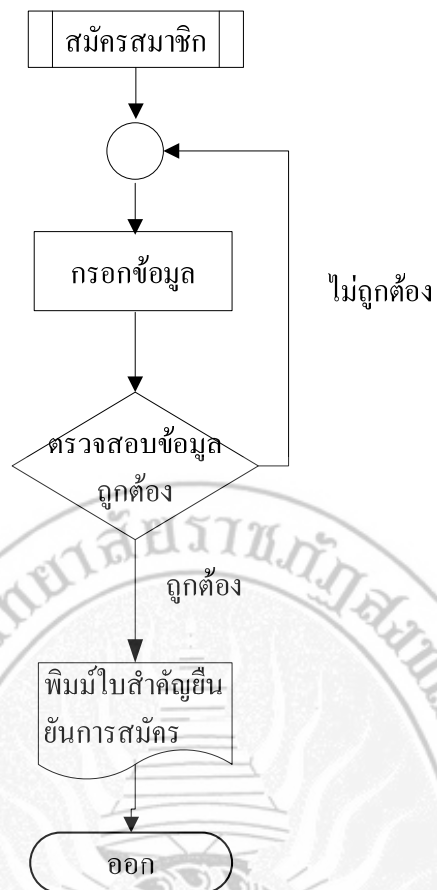 สมัครสมาชิก
กรอกข้อมูล
ไม่ถูกต้อง
ตรวจสอบข้อมูล
ถูกต้อง
ถูกต้อง
พิมม์ใบสำคัญยืน
ยันการสมัคร
ออก